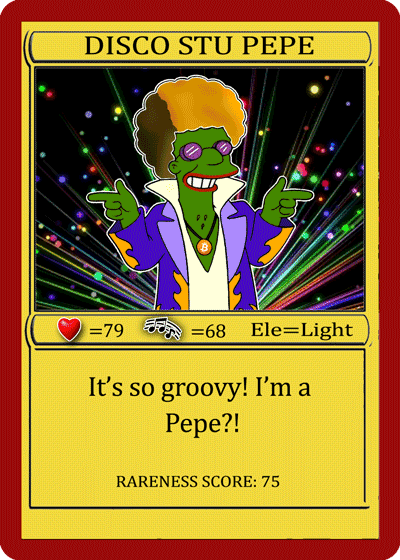 DISCO STU PEPE
₿
=79 =68 Ele=Light
It's so groovy! I'm a
Pepe?!
RARENESS SCORE: 75